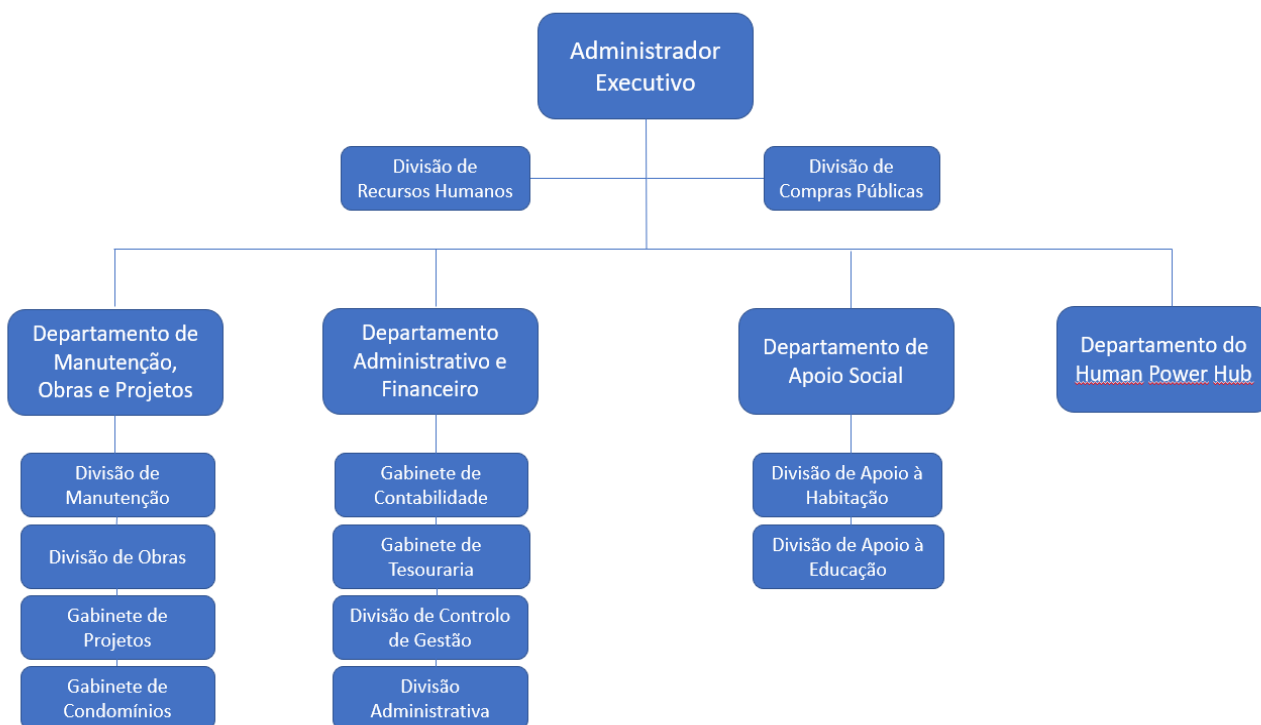 Administrador
Executivo
Divisão de
Recursos Humanos
Divisão de
Compras Públicas
Departamento de
Manutenção,
Obras e Projetos
Departamento
Administrativo e
Financeiro
Departamento de
Apoio Social
Departamento do
Human Power Hub
Divisão de
Manutenção
Divisão de Obras
Gabinete de
Projetos
Gabinete de
Condomínios
Gabinete de
Contabilidade
Gabinete de
Tesouraria
Divisão de Controlo
de Gestão
Divisão
Administrativa
Divisão de Apoio à
Habitação
Divisão de Apoio à
Educação